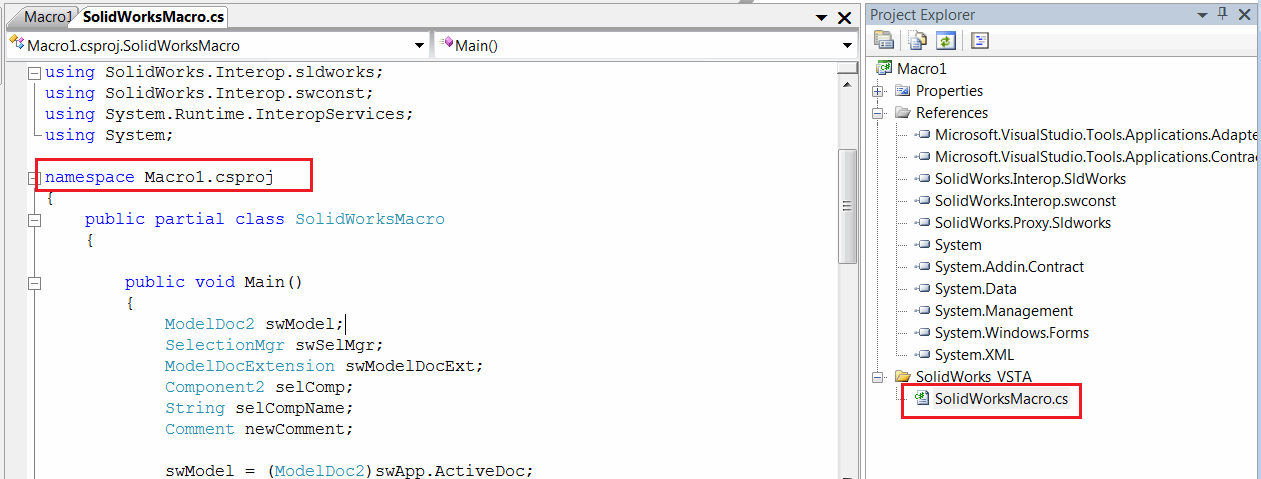 Macro1
SolidWorksMacro.cs
Macro1.csproj.SolidWorksMacro
Main()
using SolidWorks.Interop.sldworks;
using SolidWorks.Interop.swconst;
using System.Runtime.InteropServices;
using System;
namespace Macro1.csproj
{
public partial class SolidWorksMacro
{
public void Main()
{
ModelDoc2 swModel;
SelectionMgr swSelMgr;
ModelDocExtension swModelDocExt;
Component2 selComp;
String selCompName;
Comment newComment;
swModel = (ModelDoc2)swApp.ActiveDoc;
Project Explorer
Macro1
Properties
References
Microsoft.VisualStudio.Tools.Applications.Adapte
Microsoft.VisualStudio.Tools.Applications.Contra
SolidWorks.Interop.SldWorks
SolidWorks.Interop.swconst
SolidWorks.Proxy.Sldworks
System
System.Addin.Contract
System.Data
System.Management
System.Windows.Forms
System.XML
SolidWorks VSTA
SolidWorksMacro.cs